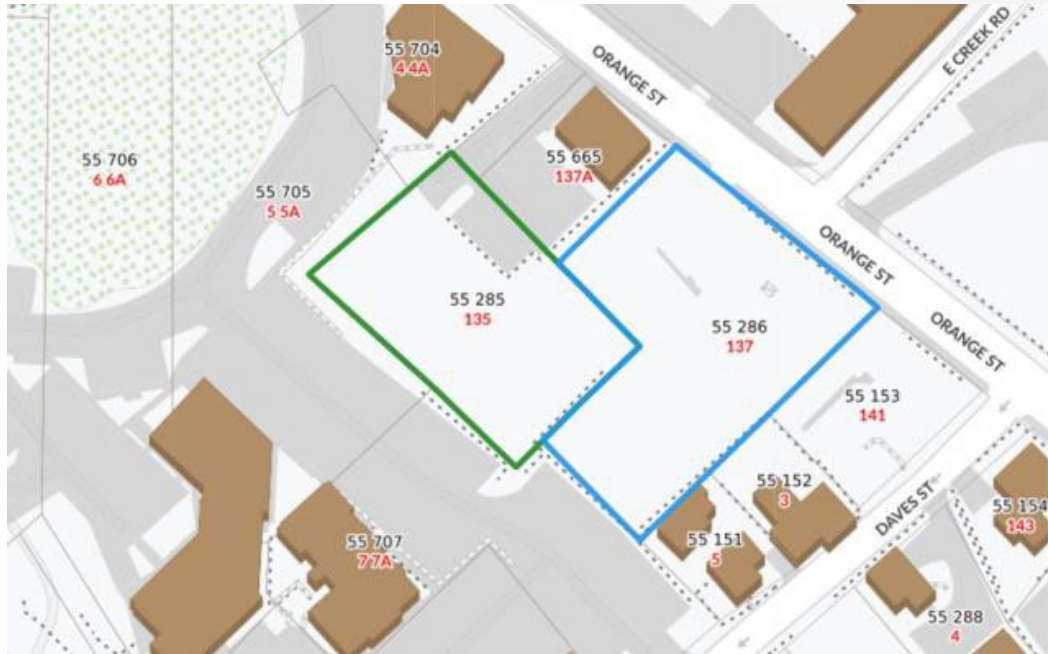 55 704
4 4A
ORANGE ST
E CREEK RD
55 706
6 6A
55 665
137A
55 705
5 5A
ORANGE ST
55 285
135
55 286
137
ORANGE ST
55 153
141
55 152
3
DAVES ST
55 154
143
55 707
7 7A
55 151
5
55 288
4